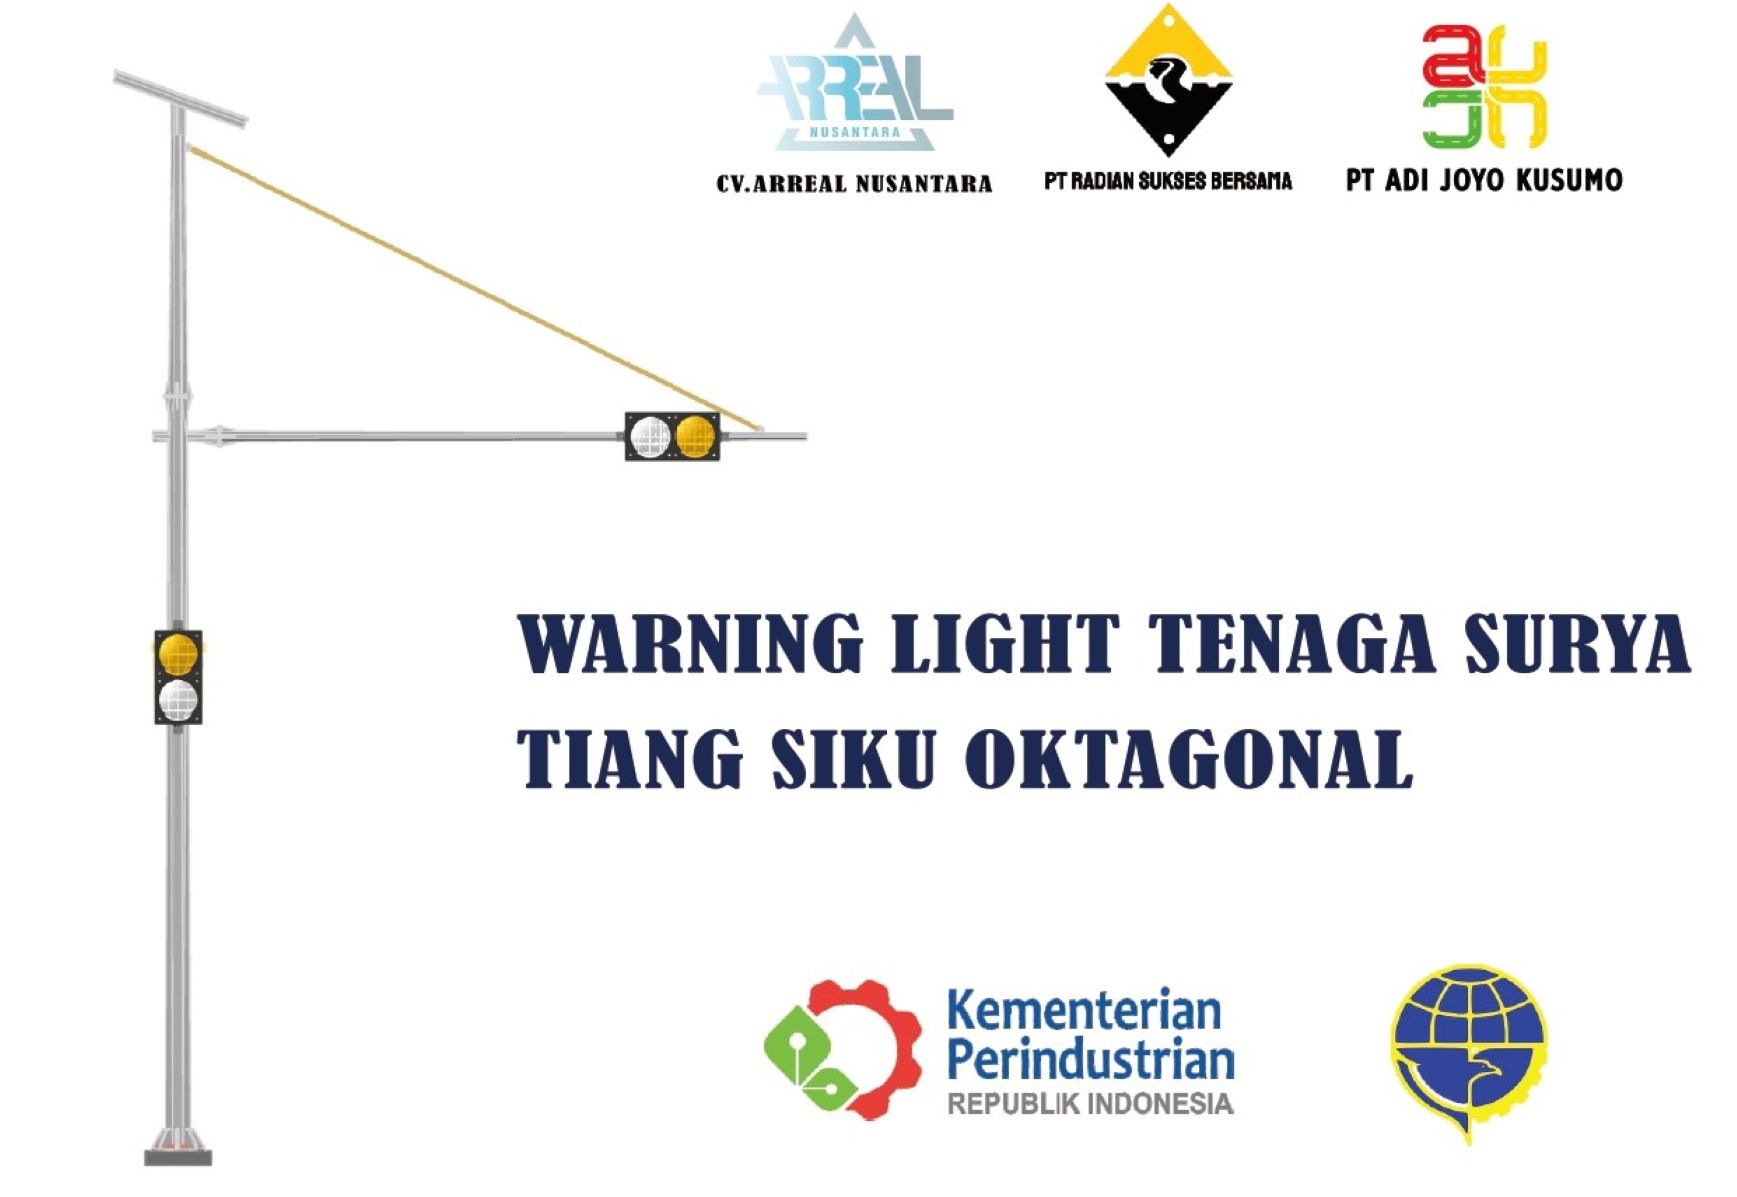 ARREAL
NUSANTARA
CV.ARREAL NUSANTARA
PT RADIAN SUKSES BERSAMA
PT ADI JOYO KUSUMO
WARNING LIGHT TENAGA SURYA
TIANG SIKU OKTAGONAL
Kementerian
Perindustrian
REPUBLIK INDONESIA